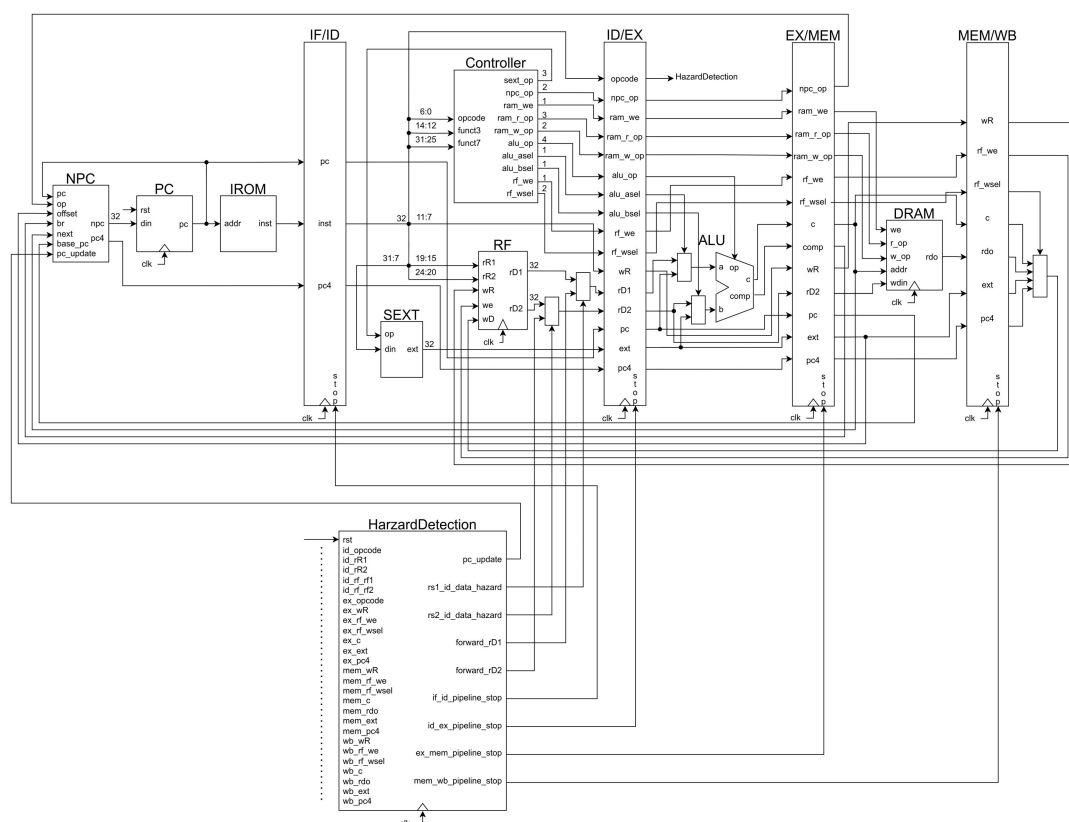 IF/ID
ID/EX
EX/MEM
MEM/WB
Controller
sext_op
npc_op
ram_we
ram_r_op
ram_w_op
alu_op
alu_asel
alu_bsel
rf_we
rf_wsel
opcode
funct3
funct7
3
2
1
3
2
4
1
1
1
2
6:0
14:12
31:25
NPC
pc
op
offset
br
next
base_pc
pc_update
npc
pc4
32
PC
rst
din
pc
clk
IROM
addr
inst
pc
inst
pc4
stop
clk
32
11:7
31:7
19:15
24:20
RF
rR1
rR2
wR
we
wD
rD1
rD2
32
32
clk
SEXT
op
din
ext
32
opcode
npc_op
ram_we
ram_r_op
ram_w_op
alu_op
alu_asel
alu_bsel
rf_we
rf_wsel
wR
rD1
rD2
pc
ext
pc4
stop
clk
HazardDetection
ALU
a
op
c
comp
b
npc_op
ram_we
ram_r_op
ram_w_op
rf_we
rf_wsel
c
comp
wR
rD2
pc
ext
pc4
stop
clk
DRAM
we
r_op
w_op
addr
wdin
rdo
clk
wR
rf_we
rf_wsel
c
rdo
ext
pc4
stop
clk
HarzardDetection
rst
id_opcode
id_rR1
id_rR2
id_rf_rf1
id_rf_rf2
ex_opcode
ex_wR
ex_rf_we
ex_rf_wsel
ex_c
ex_ext
ex_pc4
mem_wR
mem_rf_we
mem_rf_wsel
mem_c
mem_rdo
mem_ext
mem_pc4
wb_wR
wb_rf_we
wb_rf_wsel
wb_c
wb_rdo
wb_ext
wb_pc4
pc_update
rs1_id_data_hazard
rs2_id_data_hazard
forward_rD1
forward_rD2
if_id_pipeline_stop
id_ex_pipeline_stop
ex_mem_pipeline_stop
mem_wb_pipeline_stop